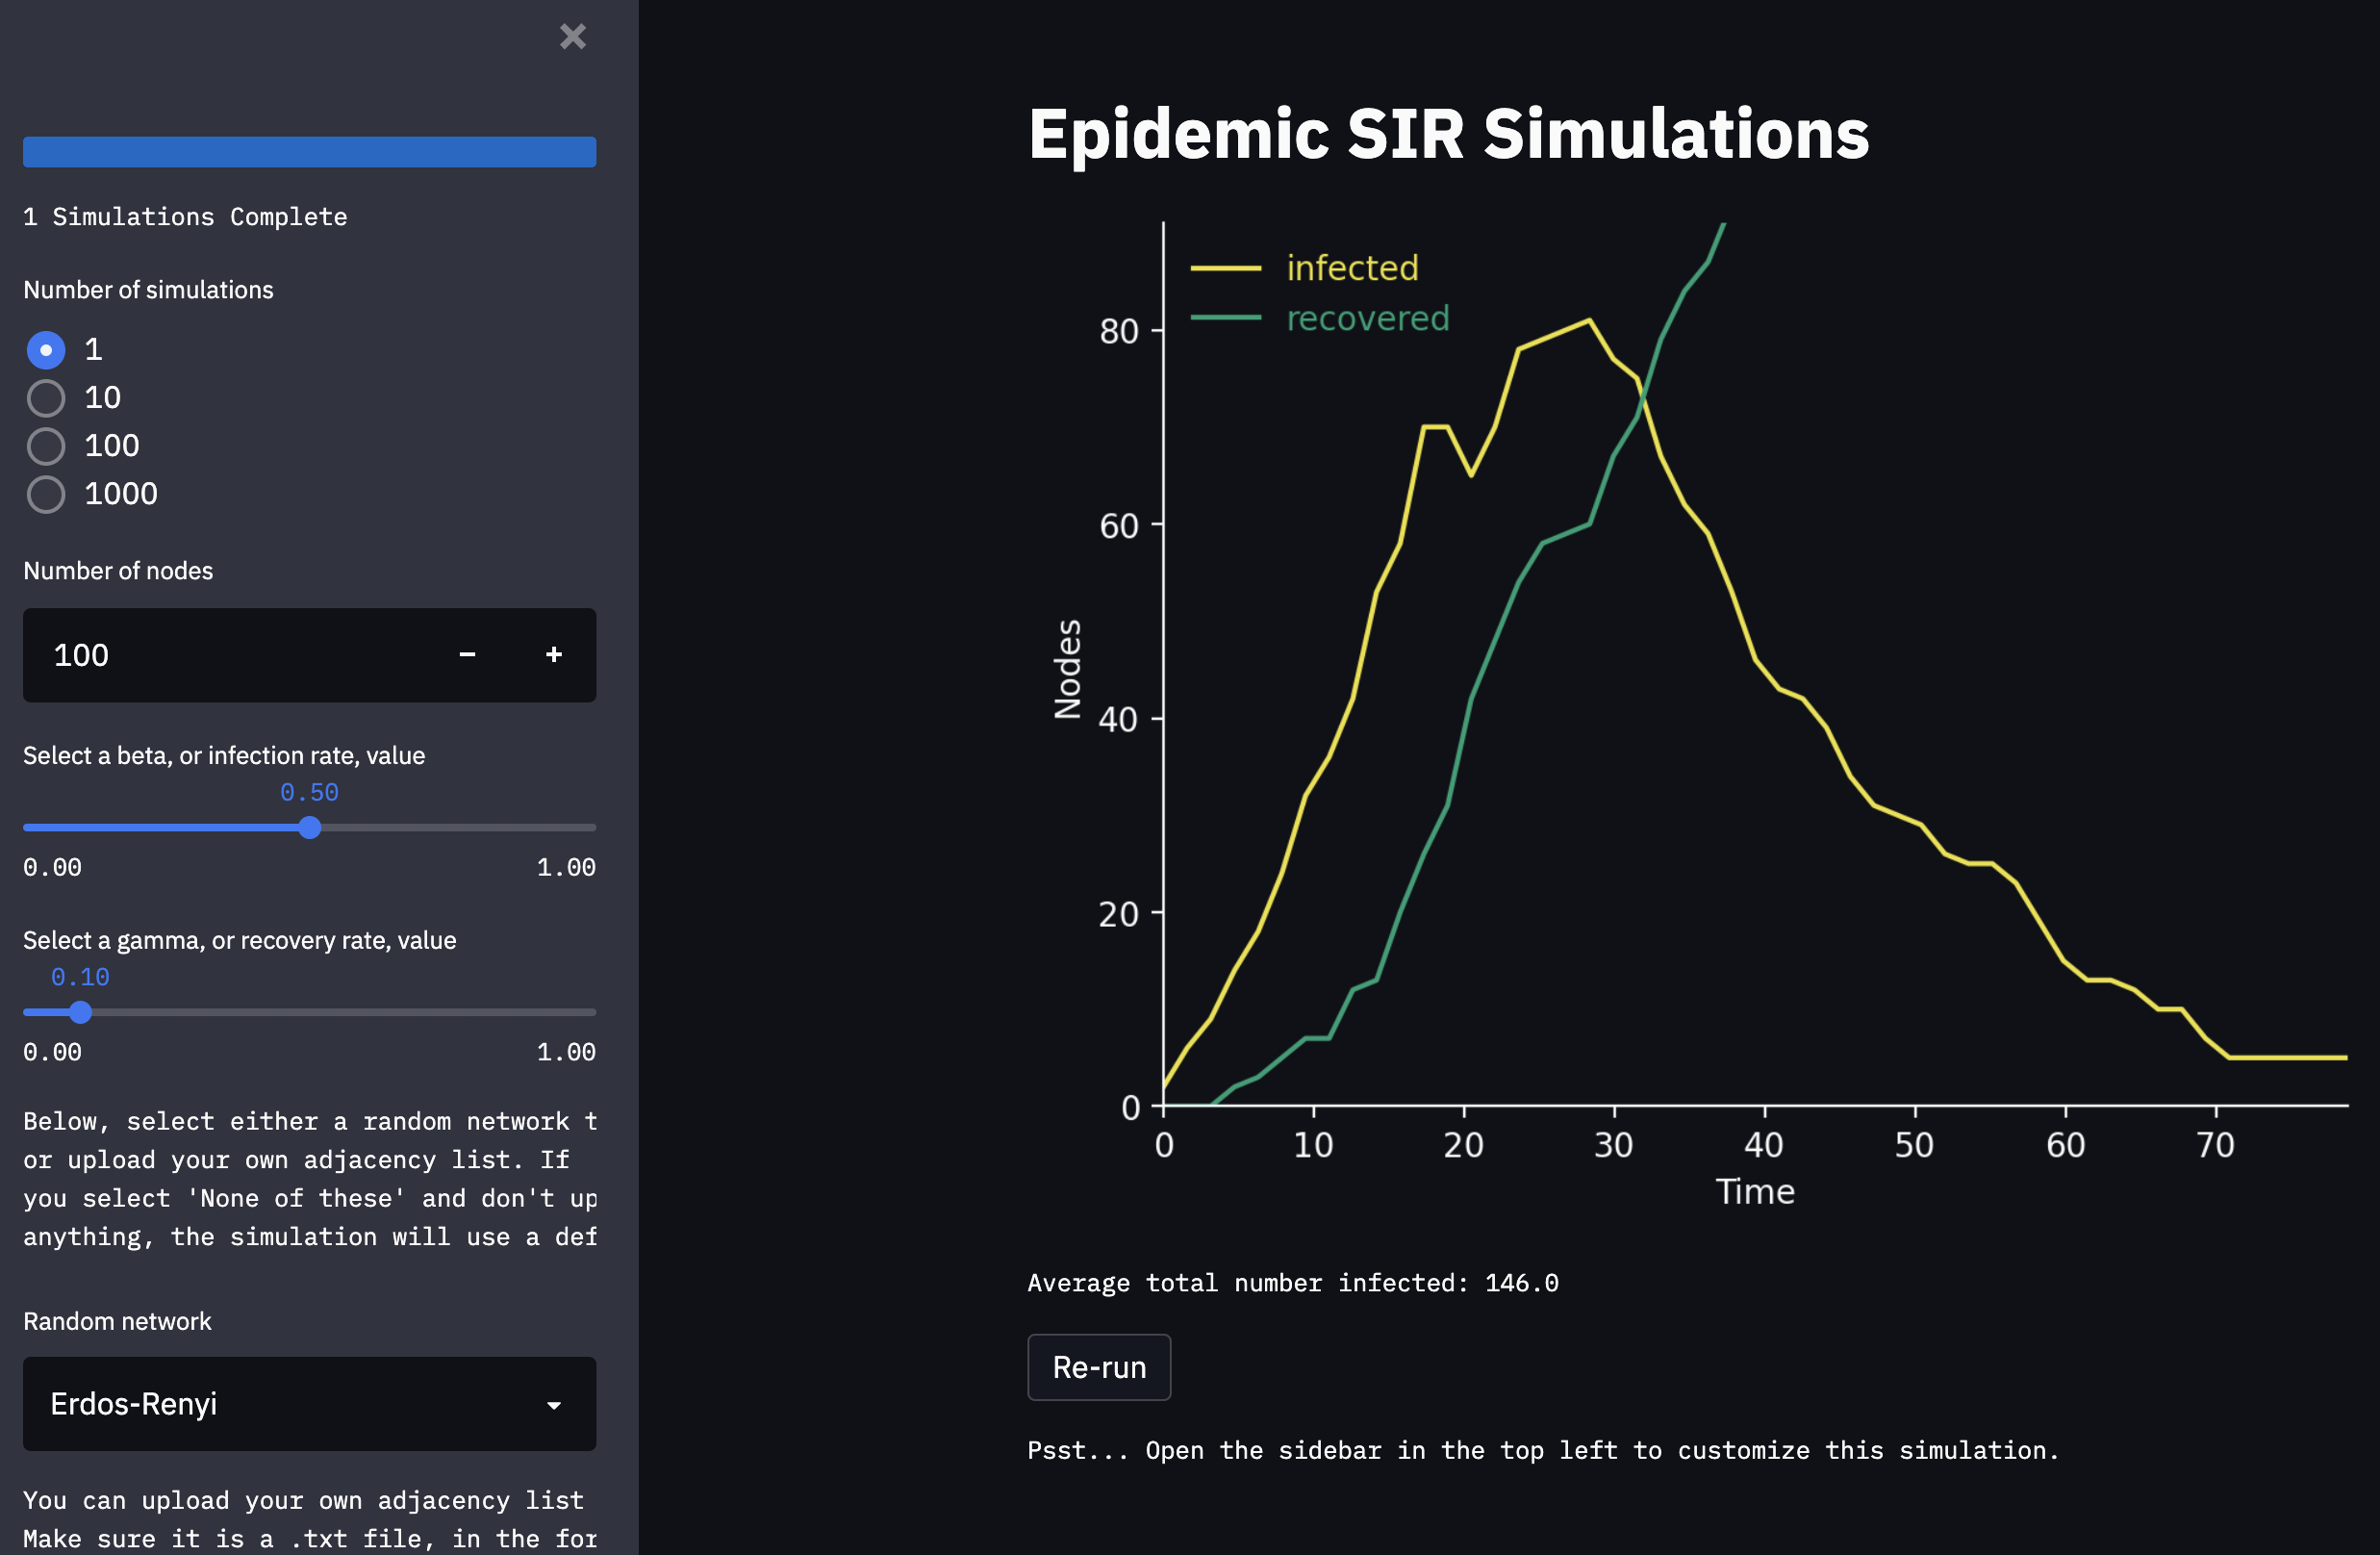 1 Simulations Complete
Number of simulations
1
10
100
1000
Number of nodes
100
Select a beta, or infection rate, value
0.50
0.00 1.00
Select a gamma, or recovery rate, value
0.10
0.00 1.00
Below, select either a random network t
or upload your own adjacency list. If
you select 'None of these' and don't up
anything, the simulation will use a def
Random network
Erdos-Renyi
You can upload your own adjacency list
Make sure it is a .txt file, in the for
Epidemic SIR Simulations
infected
recovered
80
60
40
20
0
Nodes
0 10 20 30 40 50 60 70
Time
Average total number infected: 146.0
Re-run
Psst... Open the sidebar in the top left to customize this simulation.